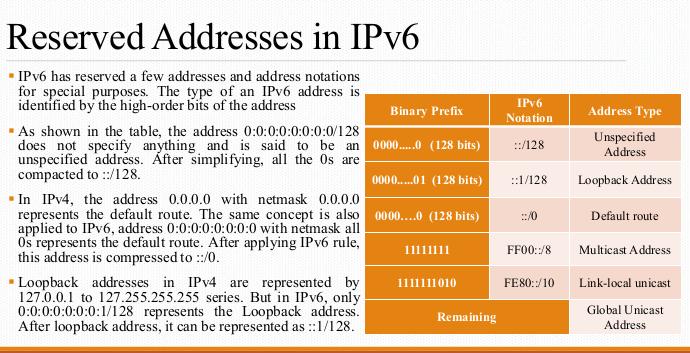 Reserved Addresses in IPv6
▪ IPv6 has reserved a few addresses and address notations
for special purposes. The type of an IPv6 address is
identified by the high-order bits of the address
▪ As shown in the table, the address 0:0:0:0:0:0:0:0/128
does not specify anything and is said to be an
unspecified address. After simplifying, all the 0s are
compacted to ::/128.
▪ In IPv4, the address 0.0.0.0 with netmask 0.0.0.0
represents the default route. The same concept is also
applied to IPv6, address 0:0:0:0:0:0:0:0 with netmask all
0s represents the default route. After applying IPv6 rule,
this address is compressed to ::/0.
▪ Loopback addresses in IPv4 are represented by
127.0.0.1 to 127.255.255.255 series. But in IPv6, only
0:0:0:0:0:0:0:1/128 represents the Loopback address.
After loopback address, it can be represented as ::1/128.
Binary Prefix IPv6 Notation Address Type
0000.....0 (128 bits) ::/128 Unspecified Address
0000.....01 (128 bits) ::1/128 Loopback Address
0000....0 (128 bits) ::/0 Default route
11111111 FF00::/8 Multicast Address
1111111010 FE80::/10 Link-local unicast
Remaining Global Unicast Address